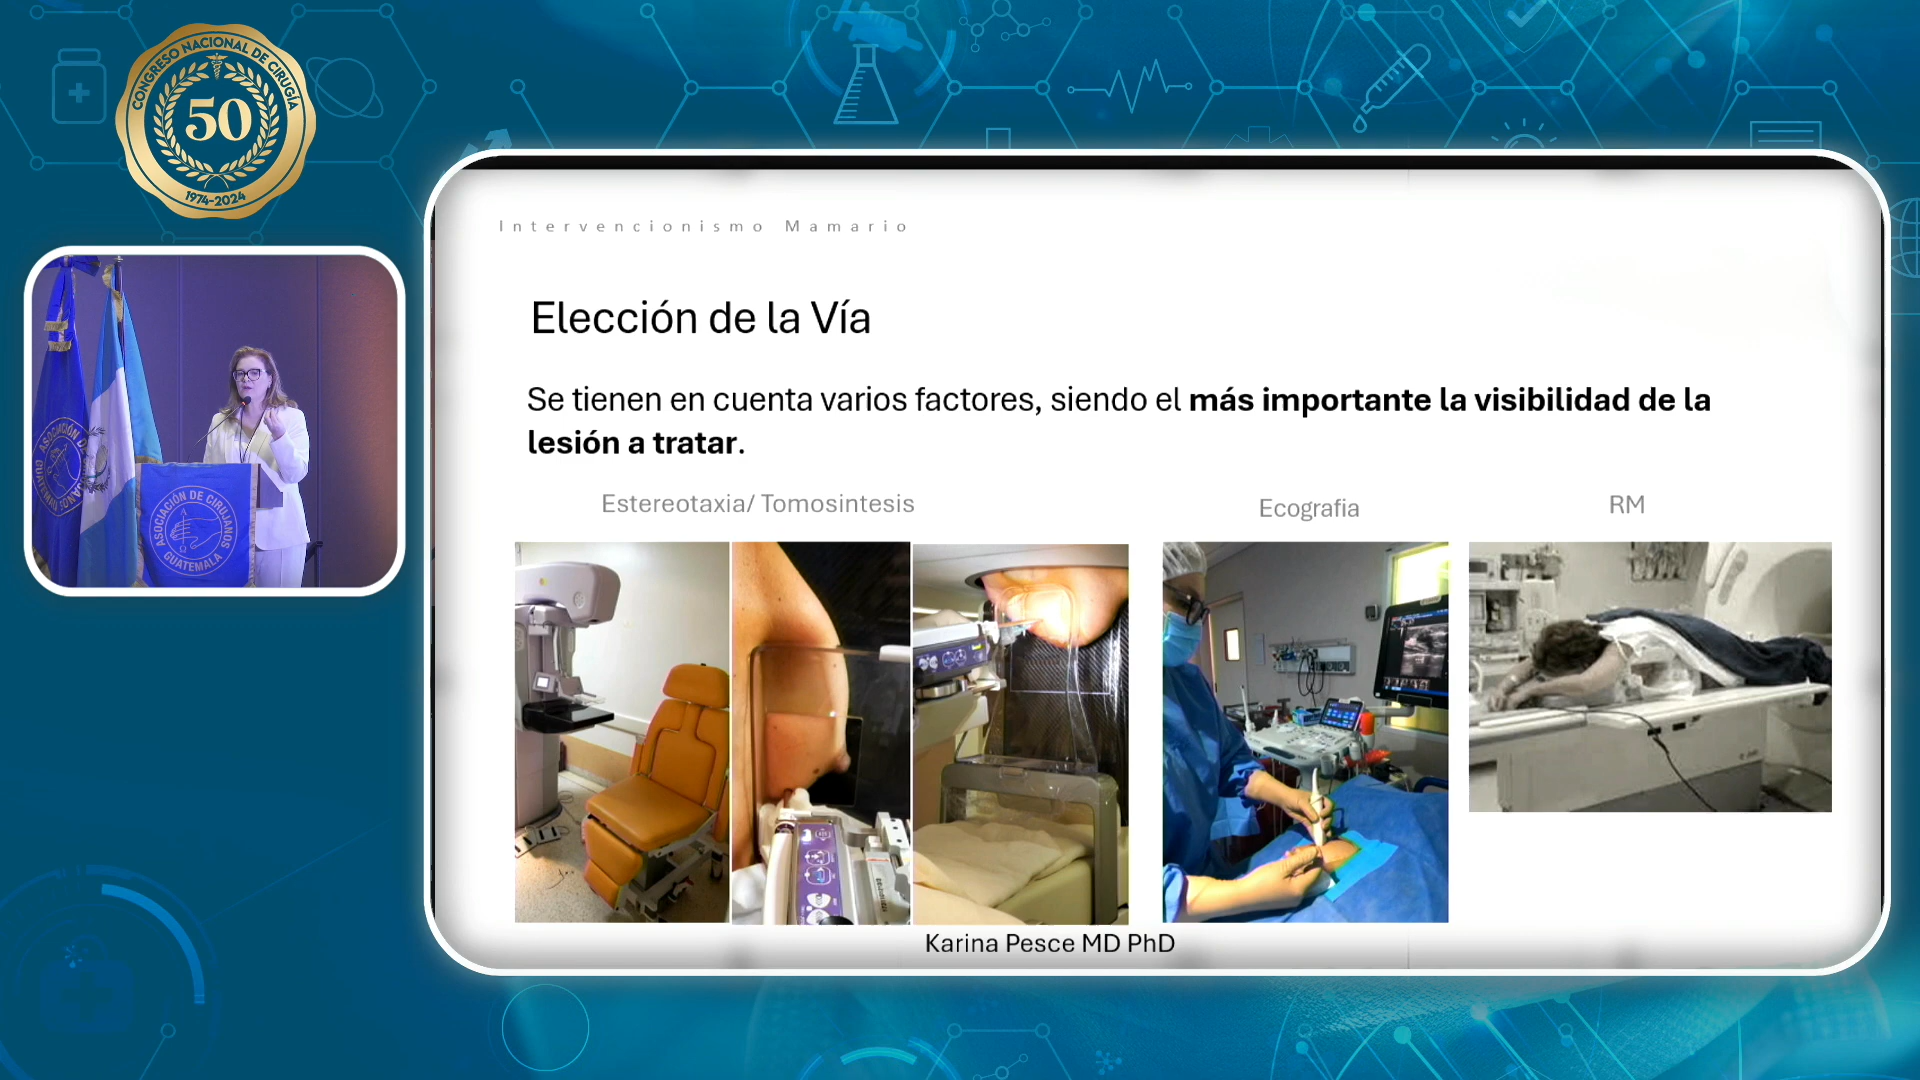 CONGRESO NACIONAL DE CIRUGÍA
50
1974-2024
ASOCIACIÓN DE CIRUJANOS
GUATEMALA
Intervencionismo Mamario
Elección de la Vía
Se tienen en cuenta varios factores, siendo el más importante la visibilidad de la
lesión a tratar.
Estereotaxia/ Tomosintesis
Ecografia
RM
Karina Pesce MD PhD